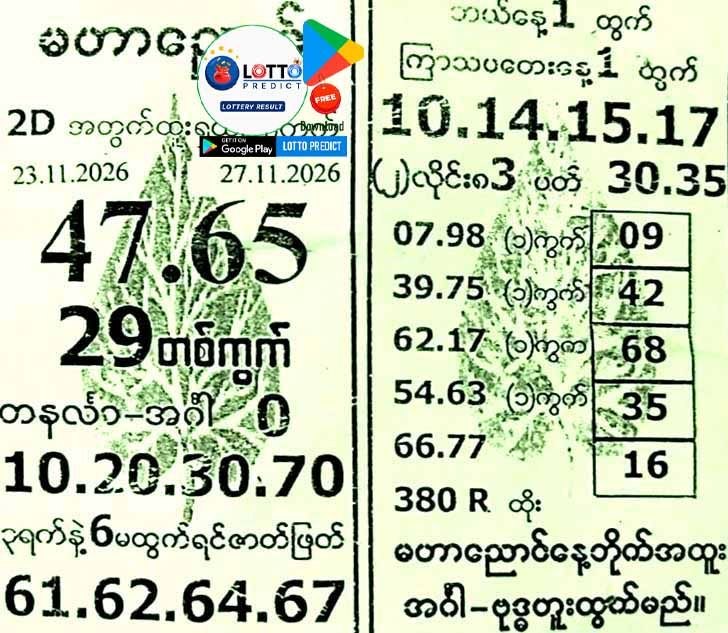 မဟာညောင်
LOTTO
PREDICT
LOTTERY RESULT
FREE
Download
GET IT ON
Google Play
LOTTO PREDICT
2D အတွက်ထူး
23.11.2026 27.11.2026
47.65
29 တစ်ကွက်
တနင်္လာ-အင်္ဂါ 0
10.20.30.70
၃ရက်နဲ့ 6 မထွက်ရင်ဇာတ်ဖြတ်
61.62.64.67
ဘယ်နေ့ 1 ထွက်
ကြာသပတေးနေ့ 1 ထွက်
10.14.15.17
(၂)လိုင်း 83 ပတ် 30.35
07.98 (၁)ကွက် 09
39.75 (၁)ကွက် 42
62.17 (၁)ကွက 68
54.63 (၁)ကွက် 35
66.77 16
380 R ထိုး
မဟာညောင်နေ့ဘိုက်အထူး
အင်္ဂါ-ဗုဒ္ဓဟူးထွက်မည်။